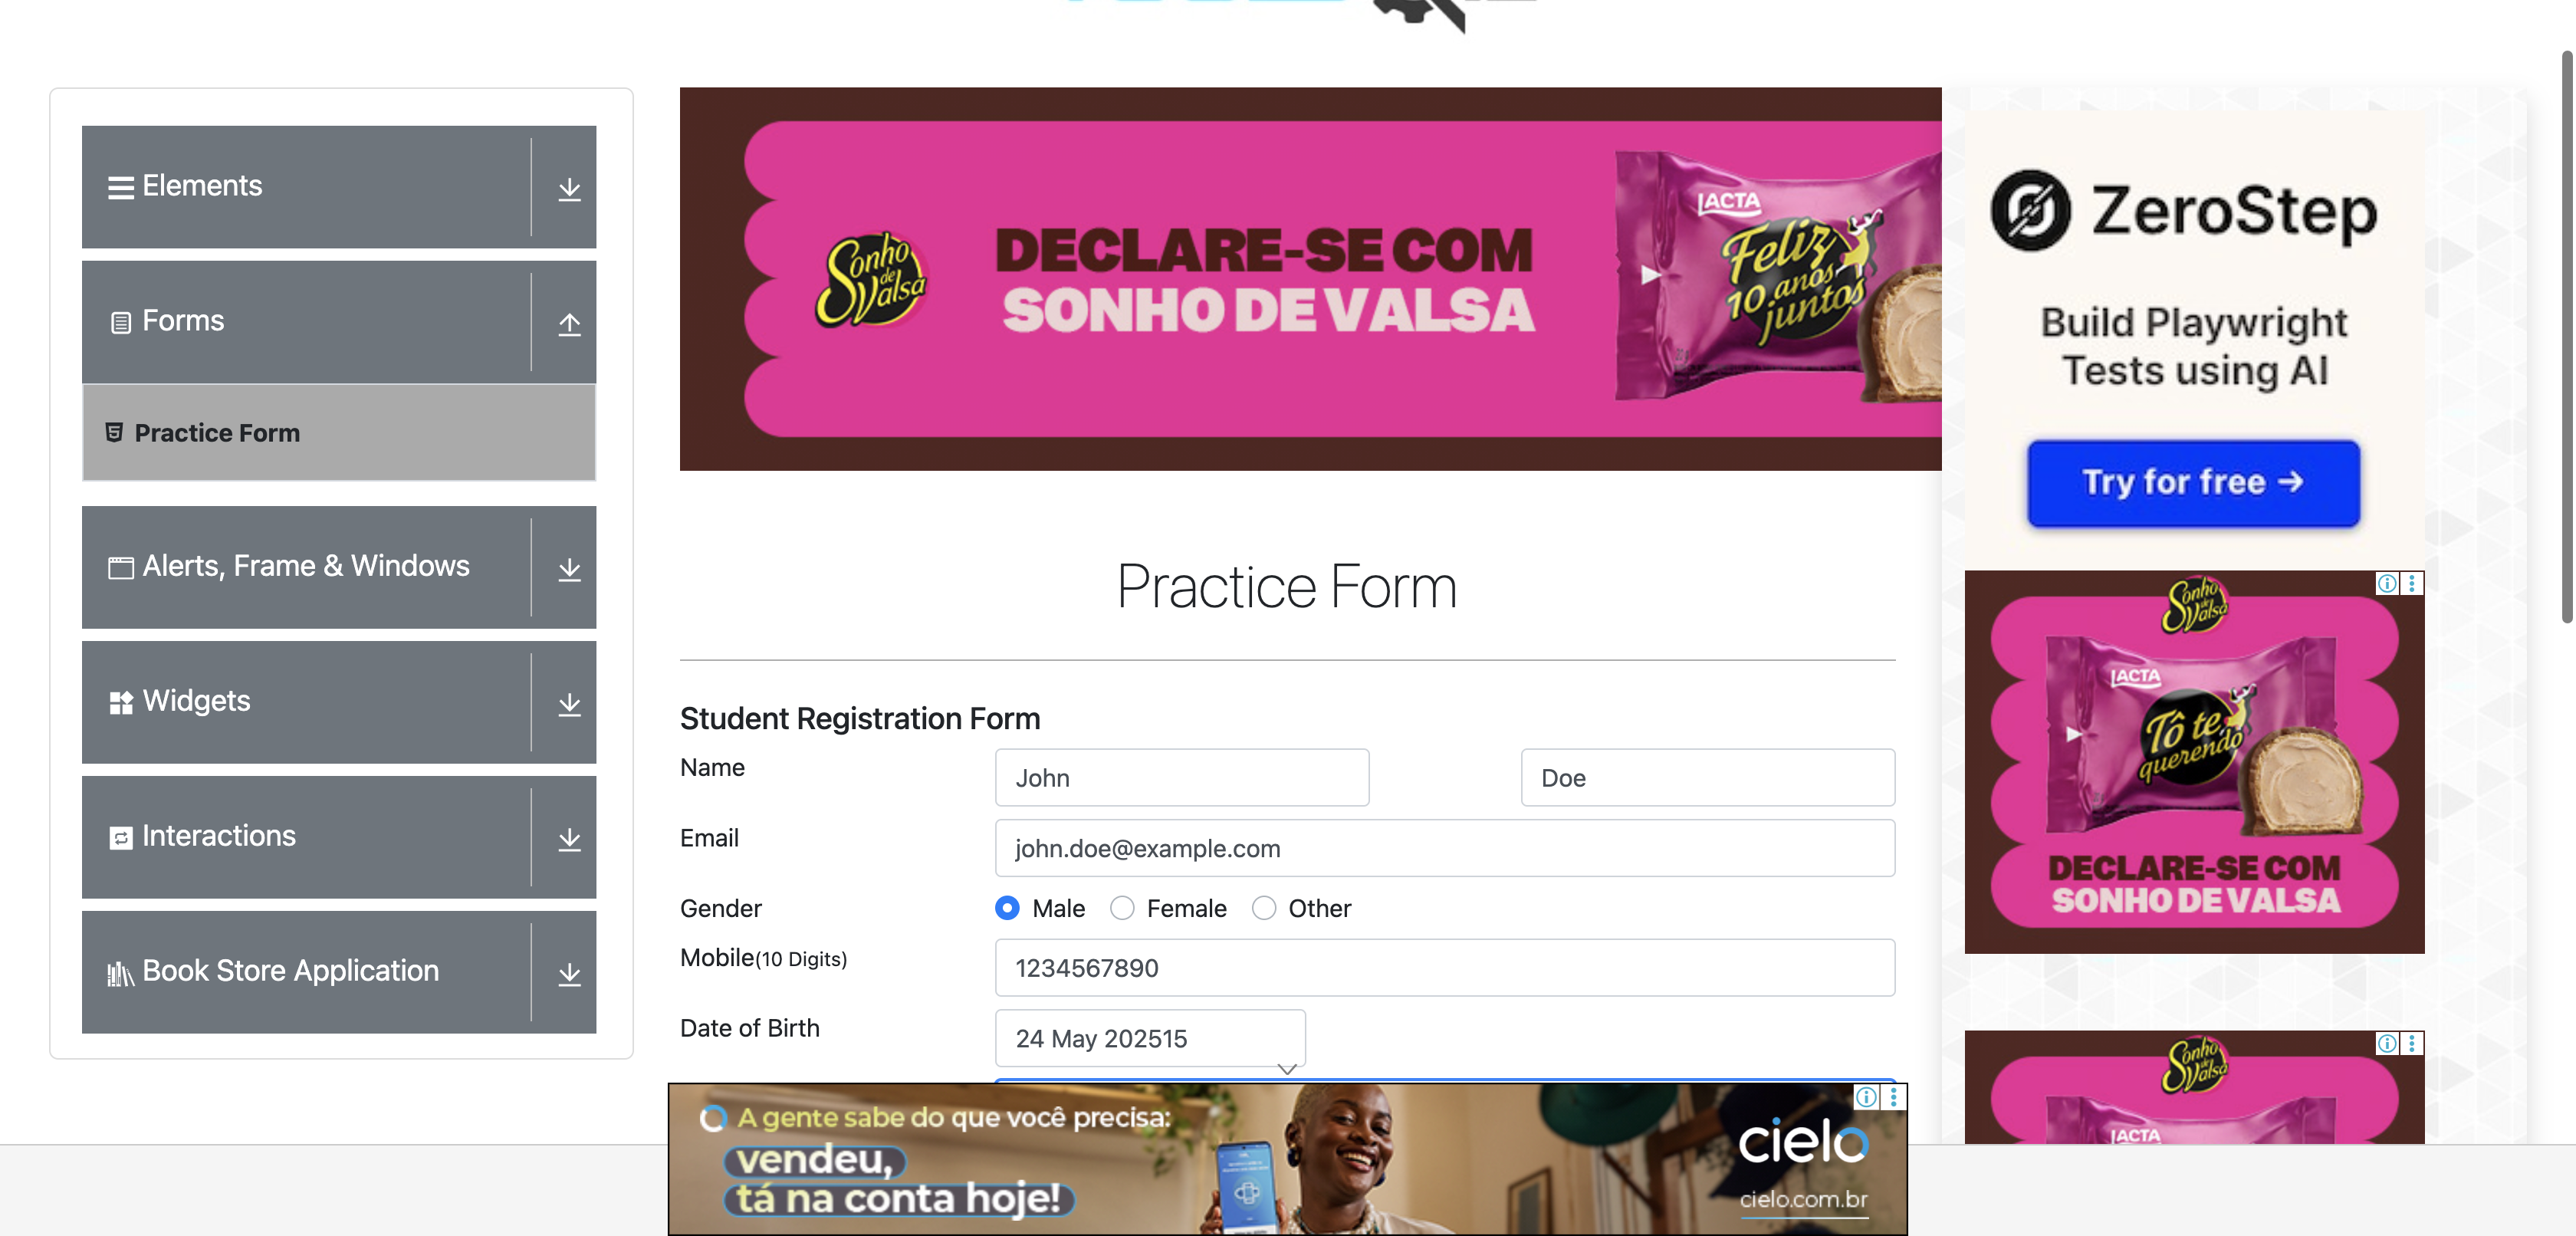 Elements
Forms
Practice Form
Alerts, Frame & Windows
Widgets
Interactions
Book Store Application
Sonho
de
Valsa
DECLARE-SE COM
SONHO DE VALSA
LACTA
Feliz
10 anos
juntos
Practice Form
Student Registration Form
Name
John
Doe
Email
john.doe@example.com
Gender
Male
Female
Other
Mobile(10 Digits)
1234567890
Date of Birth
24 May 202515
A gente sabe do que você precisa:
vendeu,
tá na conta hoje!
cielo
cielo.com.br
ZeroStep
Build Playwright
Tests using AI
Try for free →
Sonho
de
Valsa
LACTA
Tô te
querendo
DECLARE-SE COM
SONHO DE VALSA
Sonho
de
Valsa
LACTA